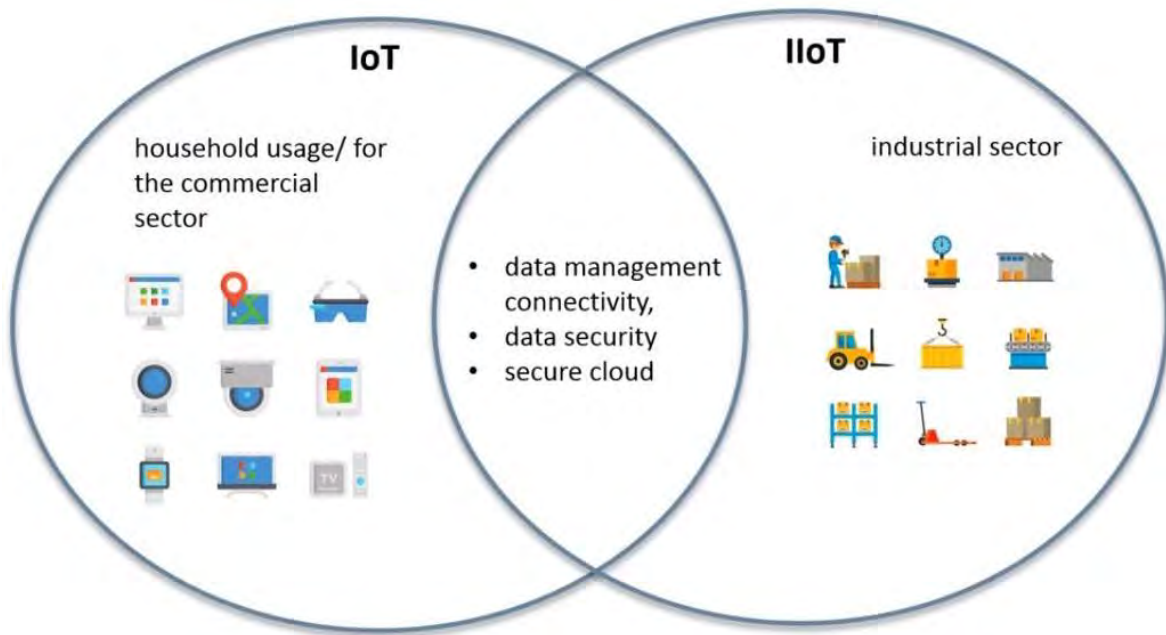 IoT
IIoT
household usage/ for
the commercial
sector
industrial sector
• data management
connectivity,
• data security
• secure cloud
TV